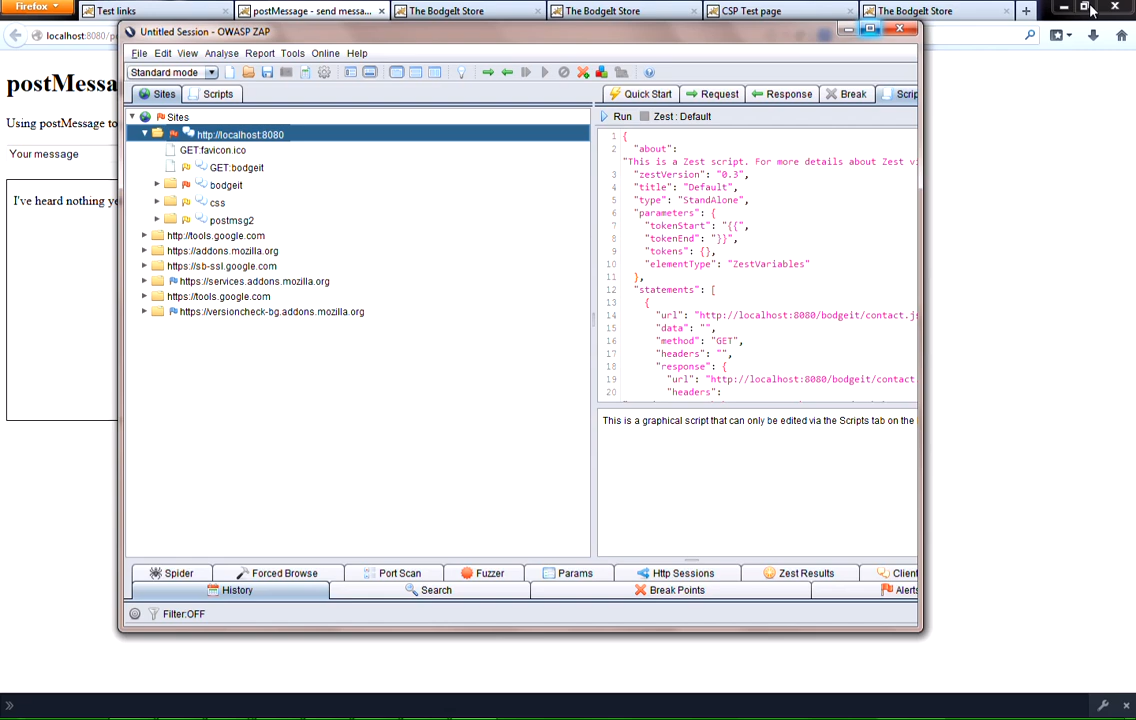 Firefox
Test links
postMessage - send messa...
The BodgeIt Store
The BodgeIt Store
CSP Test page
The BodgeIt Store
localhost:8080/p
Untitled Session - OWASP ZAP
File Edit View Analyse Report Tools Online Help
Standard mode
Sites
Scripts
Quick Start
Request
Response
Break
Scrip
Sites
http://localhost:8080
GET:favicon.ico
GET:bodgeit
bodgeit
css
postmsg2
http://tools.google.com
https://addons.mozilla.org
https://sb-ssl.google.com
https://services.addons.mozilla.org
https://tools.google.com
https://versioncheck-bg.addons.mozilla.org
Run
Zest : Default
1 {
2 "about":
"This is a Zest script. For more details about Zest vi
3 "zestVersion": "0.3",
4 "title": "Default",
5 "type": "StandAlone",
6 "parameters": {
7 "tokenStart": "{{",
8 "tokenEnd": "}}",
9 "tokens": {},
10 "elementType": "ZestVariables"
11 },
12 "statements": [
13 {
14 "url": "http://localhost:8080/bodgeit/contact.js
15 "data": "",
16 "method": "GET",
17 "headers": "",
18 "response": {
19 "url": "http://localhost:8080/bodgeit/contact.
20 "headers":
This is a graphical script that can only be edited via the Scripts tab on the
postMessa
Using postMessage to
Your message
I've heard nothing ye
Spider
Forced Browse
Port Scan
Fuzzer
Params
Http Sessions
Zest Results
Client
History
Search
Break Points
Alerts
Filter:OFF